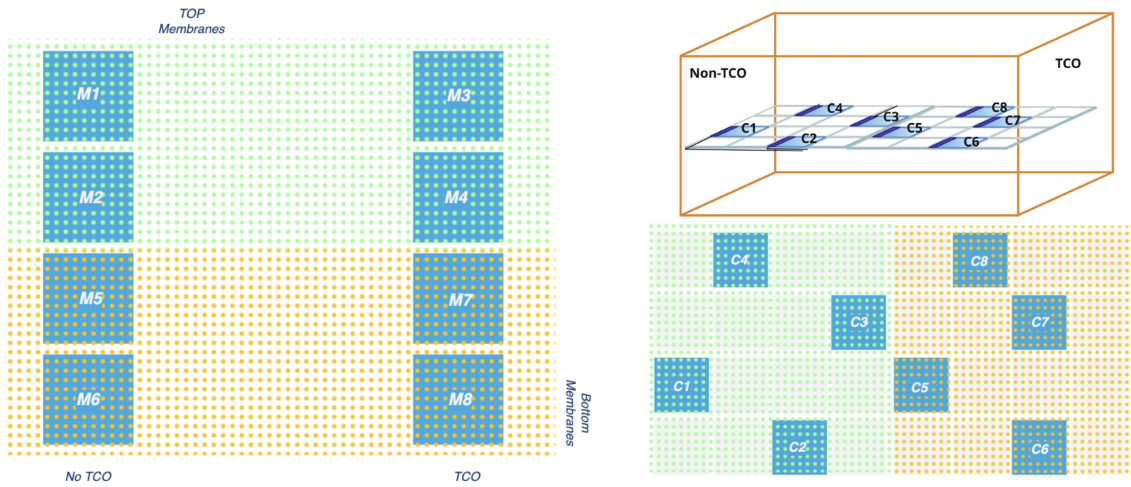 TOP
Membranes
M1
M3
M2
M4
M5
M7
M6
M8
Bottom
Membranes
No TCO
TCO
Non-TCO
TCO
C4
C8
C1
C3
C7
C5
C2
C6
C4
C8
C3
C7
C1
C5
C2
C6